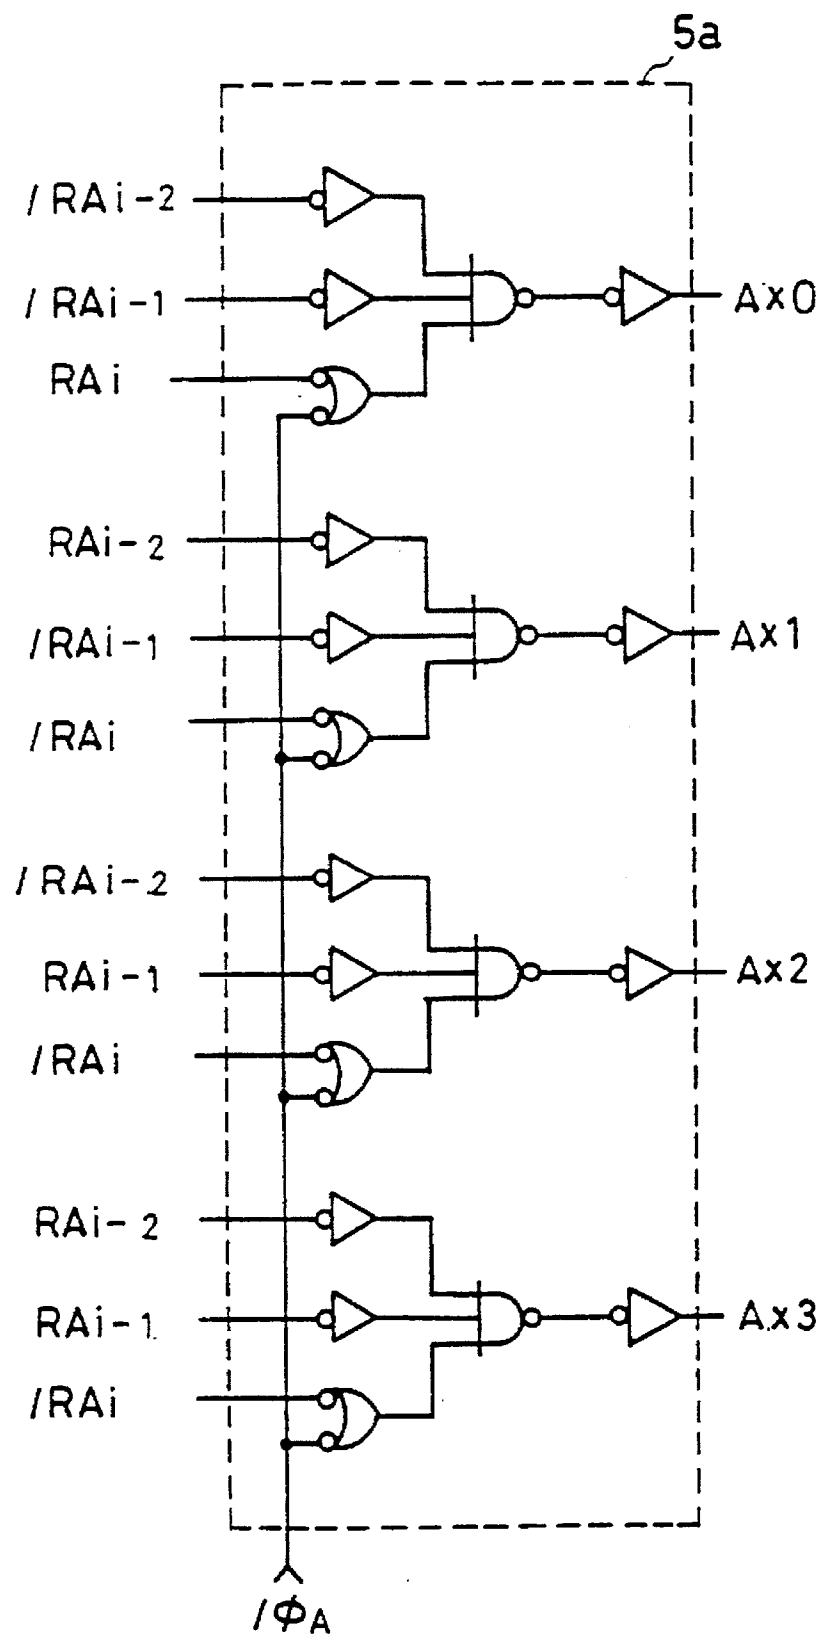 5a
/RAi-2
/RAi-1
RAi
Ax0
RAi-2
/RAi-1
/RAi
Ax1
/RAi-2
RAi-1
/RAi
Ax2
RAi-2
RAi-1
/RAi
Ax3
/ΦA